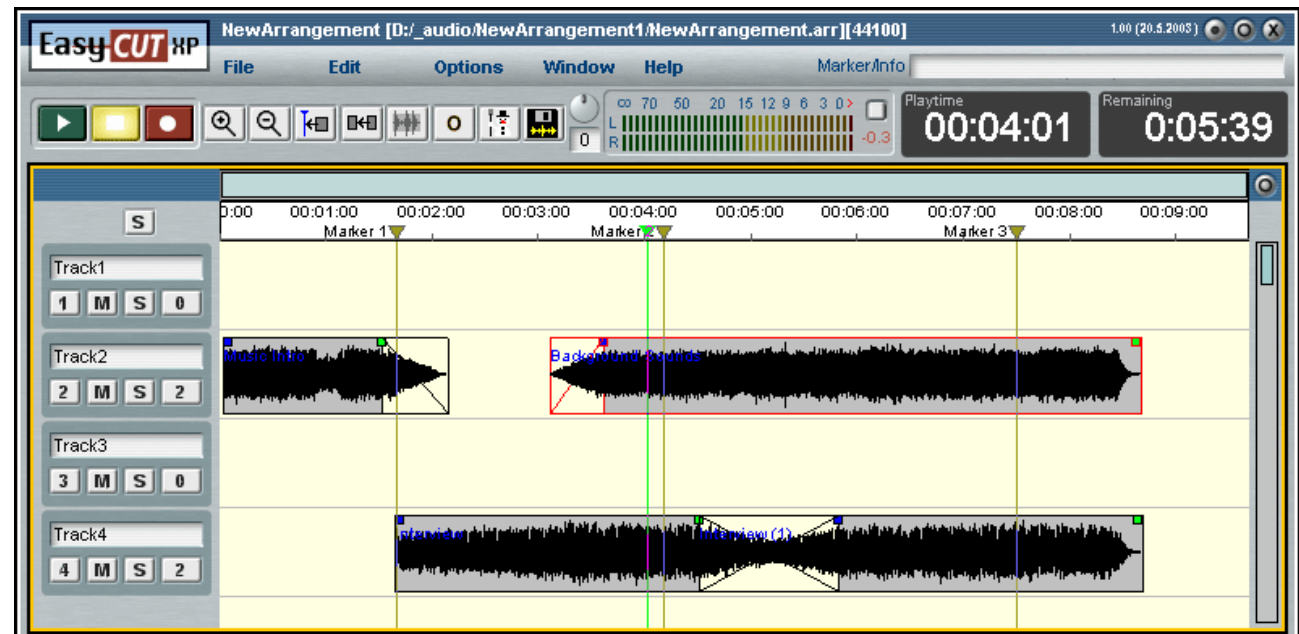 Easy CUT XP
NewArrangement [D:/_audio/NewArrangement1/NewArrangement.arr][44100]
1.00 (20.5.2003)
File Edit Options Window Help Marker/Info
∞ 70 50 20 15 12 9 6 3 0>
L
R
0
-0.3
O
Playtime
00:04:01
Remaining
0:05:39
S
0:00 00:01:00 00:02:00 00:03:00 00:04:00 00:05:00 00:06:00 00:07:00 00:08:00 00:09:00
Marker 1 Marker 2 Marker 3
Track1
1 M S 0
Track2
2 M S 2
Music Intro
Background Sounds
Track3
3 M S 0
Track4
4 M S 2
nterview
Interview (1)